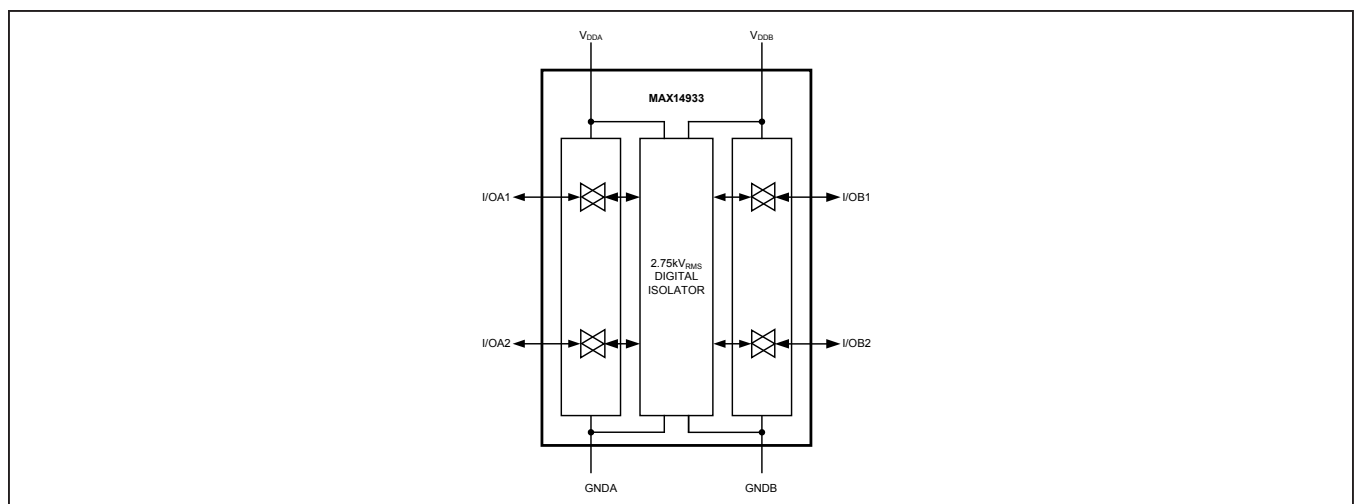 VDDA
VDDB
MAX14933
I/OA1
I/OB1
2.75kVRMS
DIGITAL
ISOLATOR
I/OA2
I/OB2
GNDA
GNDB